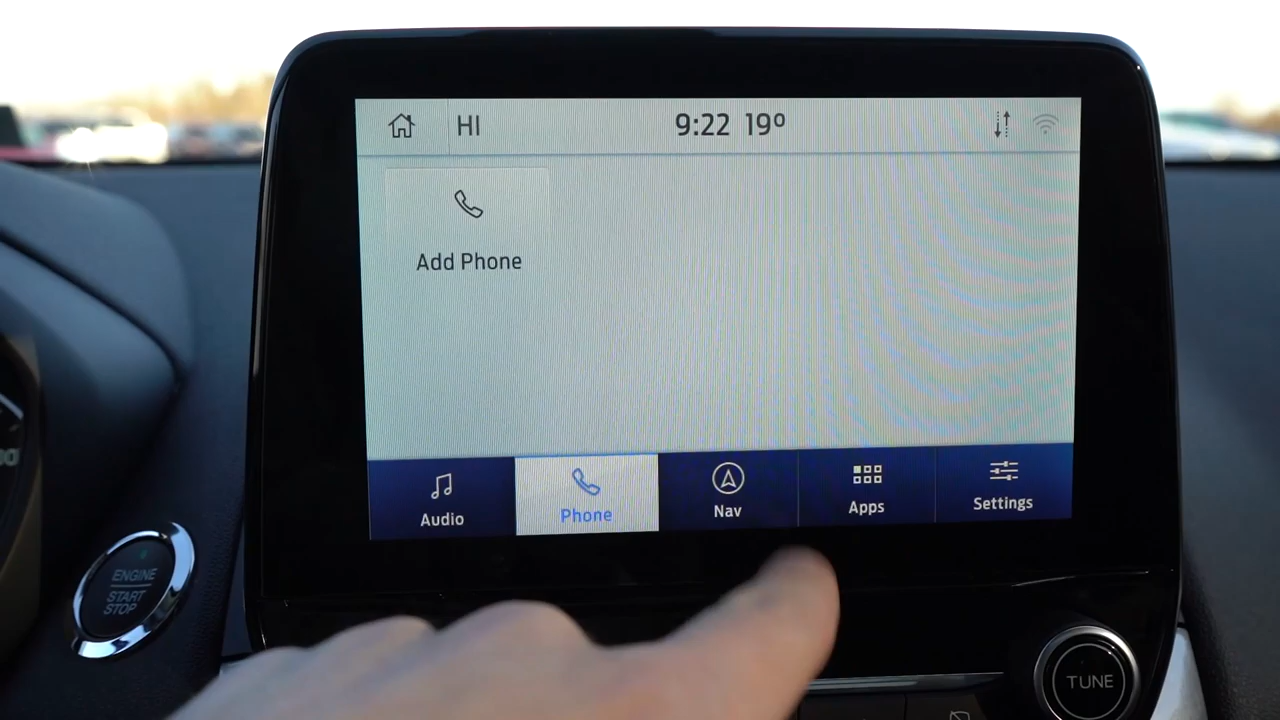 HI 9:22 19°
Add Phone
Audio Phone Nav Apps Settings
ENGINE
START
STOP
TUNE